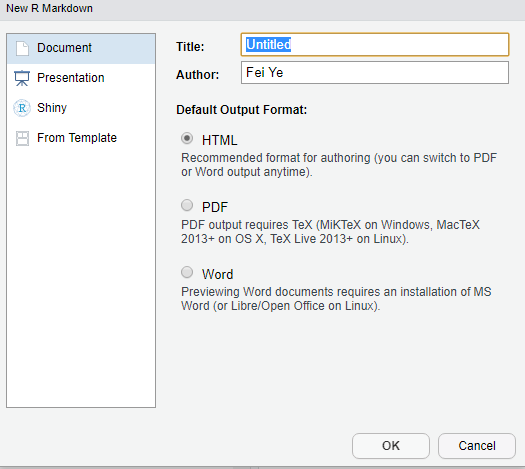 New R Markdown
Document
Presentation
R Shiny
From Template
Title: Untitled
Author: Fei Ye
Default Output Format:
HTML
Recommended format for authoring (you can switch to PDF
or Word output anytime).
PDF
PDF output requires TeX (MiKTeX on Windows, MacTeX
2013+ on OS X, TeX Live 2013+ on Linux).
Word
Previewing Word documents requires an installation of MS
Word (or Libre/Open Office on Linux).
OK Cancel